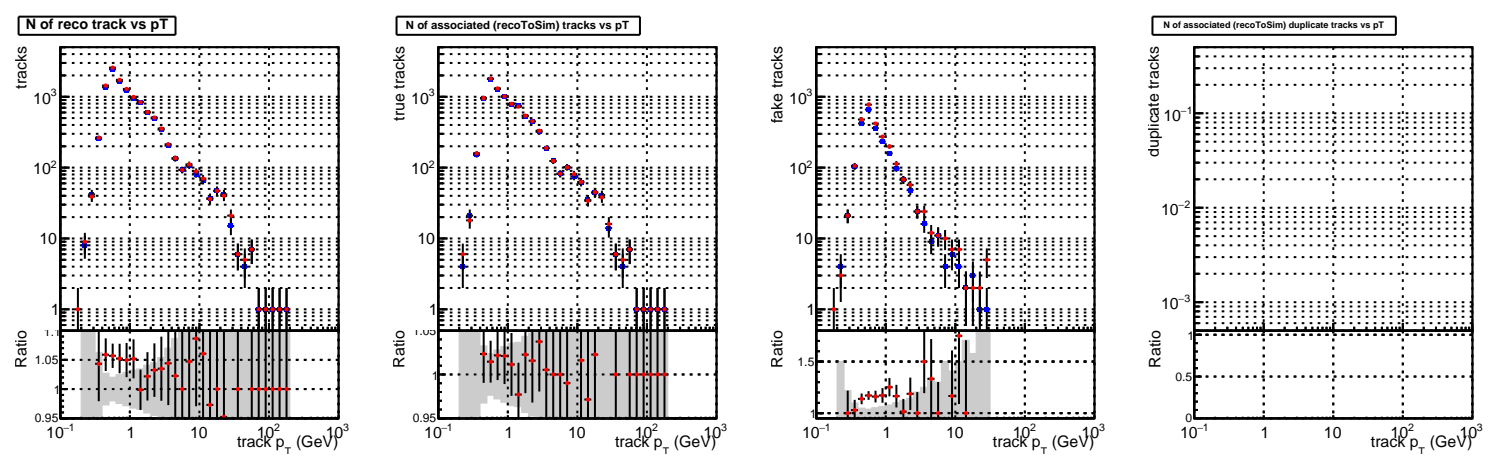 N of reco track vs pT
tracks
10³
10²
10
1
Ratio
1.1
1.05
1
0.95
10⁻¹ 1 10 10² 10³
track p_T (GeV)
N of associated (recoToSim) tracks vs pT
true tracks
10³
10²
10
1
Ratio
1.05
1
0.95
10⁻¹ 1 10 10² 10³
track p_T (GeV)
fake tracks
10³
10²
10
1
Ratio
1.5
1
10⁻¹ 1 10 10² 10³
track p_T (GeV)
N of associated (recoToSim) duplicate tracks vs pT
duplicate tracks
10⁻¹
10⁻²
10⁻³
Ratio
1
0.5
0
10⁻¹ 1 10 10² 10³
track p_T (GeV)